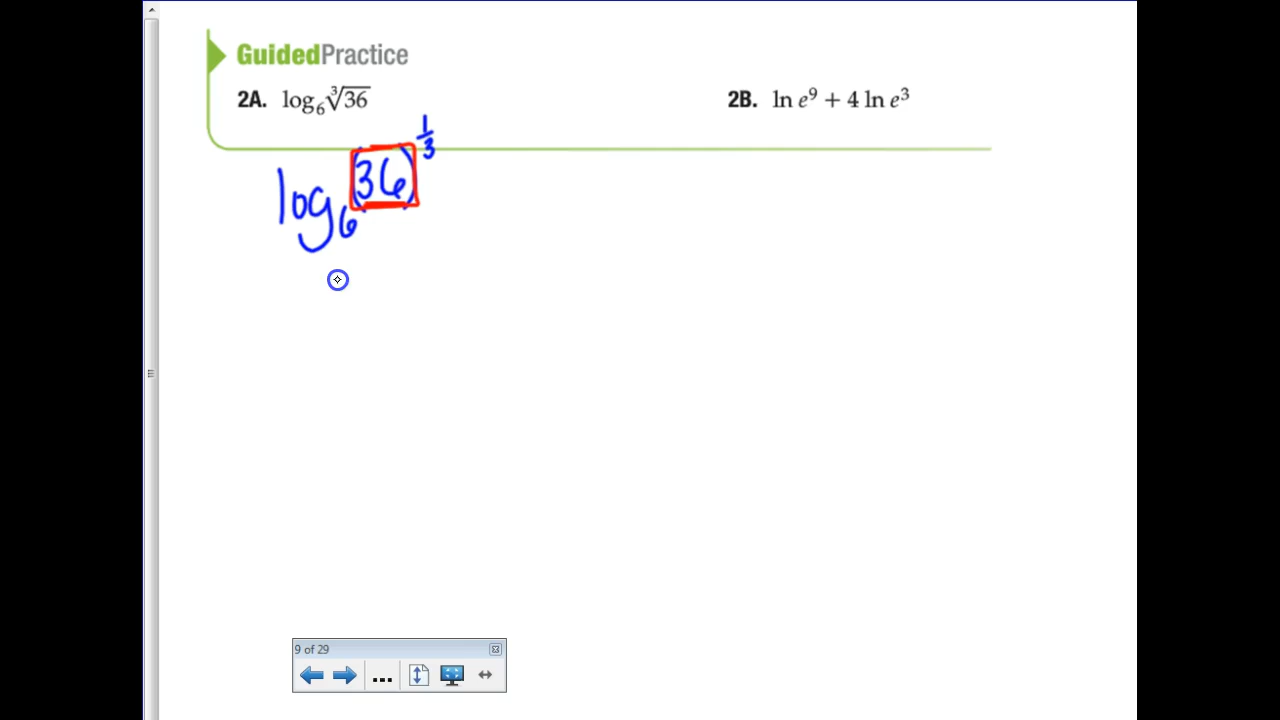 GuidedPractice
2A. log₆∛36
2B. ln e⁹ + 4 ln e³
log₆(36)^(1/3)
9 of 29